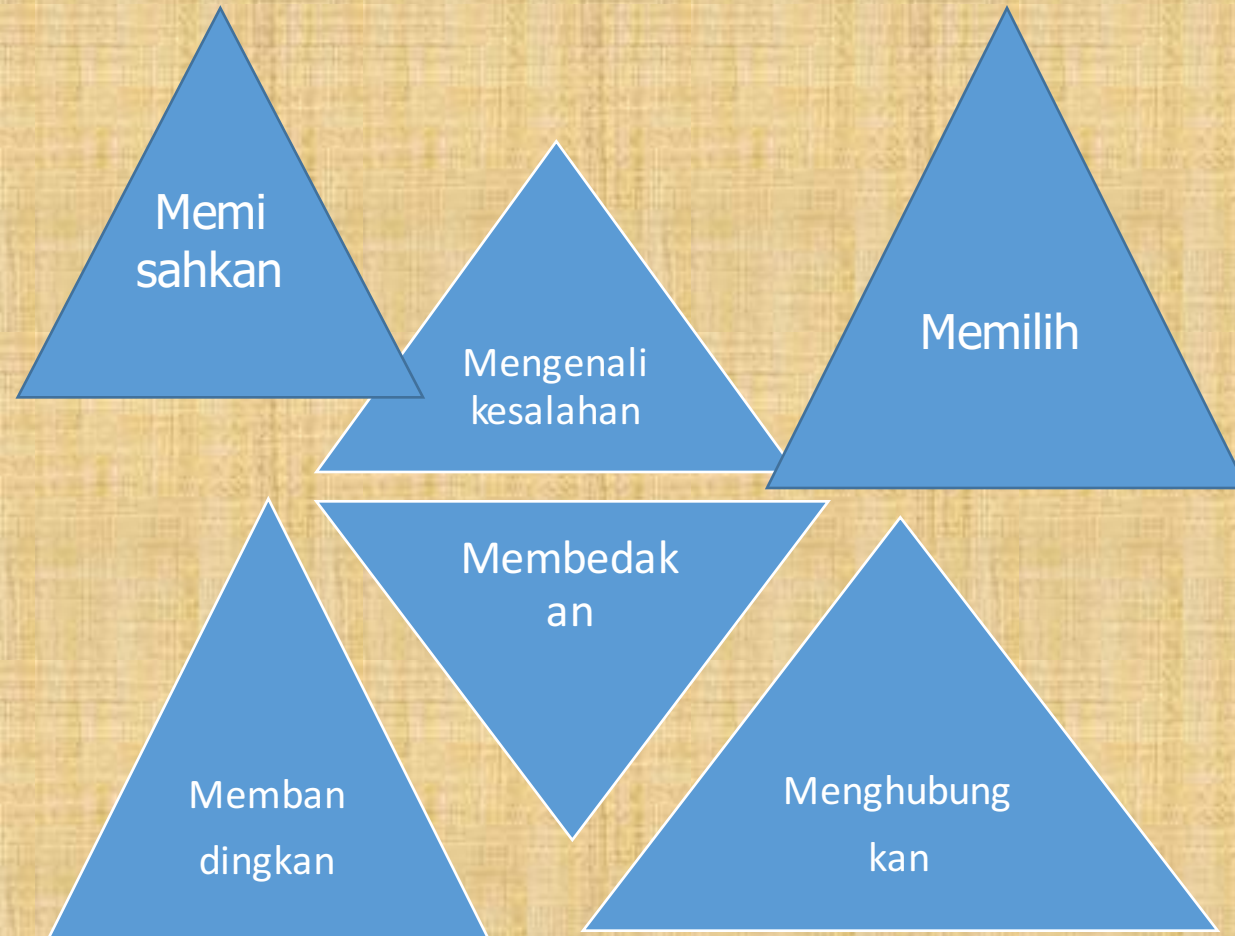 Memi
sahkan
Mengenali
kesalahan
Memilih
Membedak
an
Memban
dingkan
Menghubung
kan